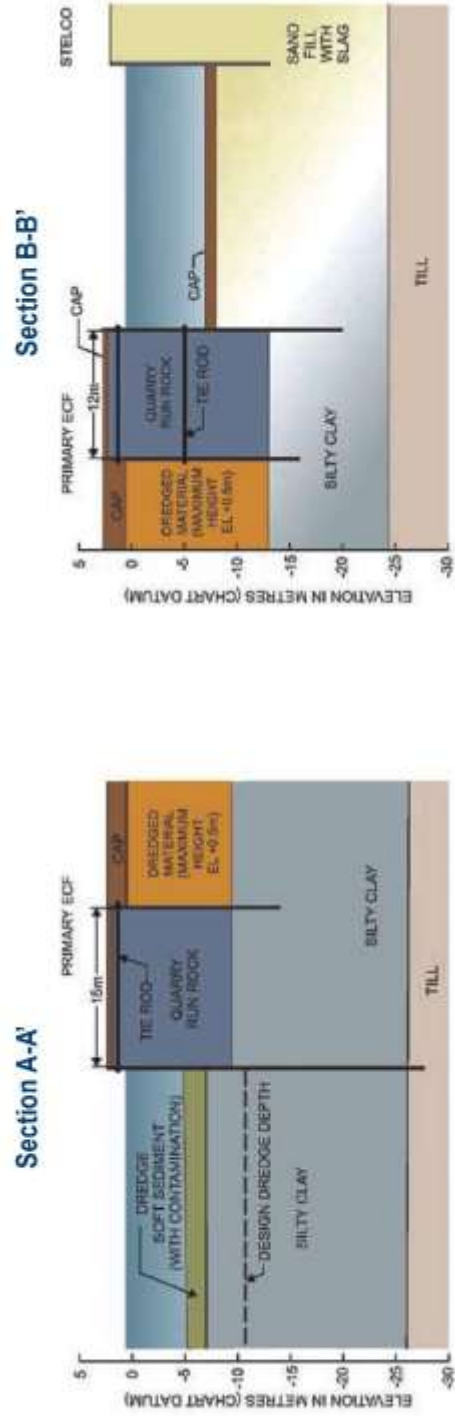 Section A-A'
PRIMARY ECF
15m
DREDGE
SOFT SEDIMENT
(WITH CONTAMINATION)
TIE ROD
QUARRY
RUN ROCK
CAP
DREDGED
MATERIAL
(MAXIMUM
HEIGHT
EL +0.5m)
DESIGN DREDGE DEPTH
SILTY CLAY
SILTY CLAY
TILL
ELEVATION IN METRES (CHART DATUM)
5
0
-5
-10
-15
-20
-25
-30
Section B-B'
PRIMARY ECF
CAP
STELCO
12m
CAP
DREDGED
MATERIAL
(MAXIMUM
HEIGHT
EL +0.5m)
QUARRY
RUN ROCK
TIE ROD
CAP
SAND
FILL
WITH
SLAG
SILTY CLAY
TILL
ELEVATION IN METRES (CHART DATUM)
5
0
-5
-10
-15
-20
-25
-30